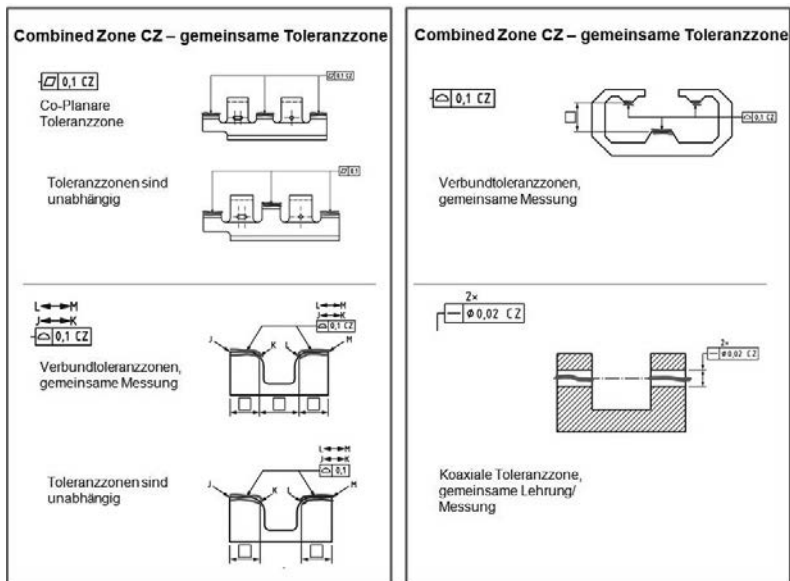 Combined Zone CZ – gemeinsame Toleranzzone
0,1 CZ
Co-Planare
Toleranzzone
0,1 CZ
Toleranzzonen sind
unabhängig
0,1
L M
J K
0,1 CZ
Verbundtoleranzzonen,
gemeinsame Messung
L M
J K
0,1 CZ
J K L M
Toleranzzonen sind
unabhängig
L M
J K
0,1
J K L M
Combined Zone CZ – gemeinsame Toleranzzone
0,1 CZ
0,1 CZ
Verbundtoleranzzonen,
gemeinsame Messung
2×
ϕ 0,02 CZ
2×
ϕ 0,02 CZ
Koaxiale Toleranzzone,
gemeinsame Lehrung/
Messung